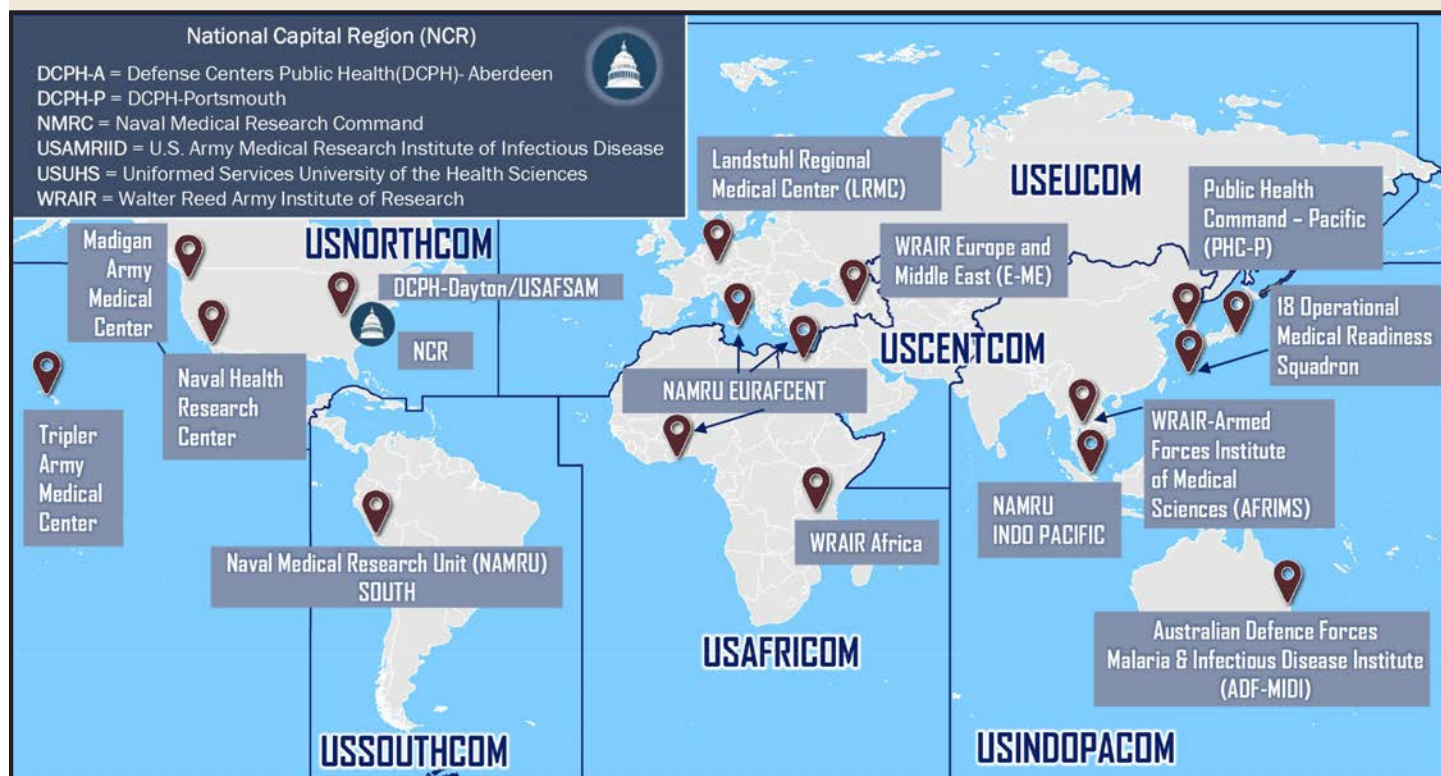 National Capital Region (NCR)
DCPH-A = Defense Centers Public Health(DCPH)- Aberdeen
DCPH-P = DCPH-Portsmouth
NMRC = Naval Medical Research Command
USAMRIID = U.S. Army Medical Research Institute of Infectious Disease
USUHS = Uniformed Services University of the Health Sciences
WRAIR = Walter Reed Army Institute of Research
Madigan
Army
Medical
Center
USNORTHCOM
DCPH-Dayton/USAFSAM
NCR
Naval Health
Research
Center
Tripler
Army
Medical
Center
Naval Medical Research Unit (NAMRU)
SOUTH
USSOUTHCOM
Landstuhl Regional
Medical Center (LRMC)
USEUCOM
WRAIR Europe and
Middle East (E-ME)
USCENTCOM
NAMRU EURAFCENT
WRAIR Africa
USAFRICOM
Public Health
Command – Pacific
(PHC-P)
18 Operational
Medical Readiness
Squadron
WRAIR-Armed
Forces Institute
of Medical
Sciences (AFRIMS)
NAMRU
INDO PACIFIC
Australian Defence Forces
Malaria & Infectious Disease Institute
(ADF-MIDI)
USINDOPACOM